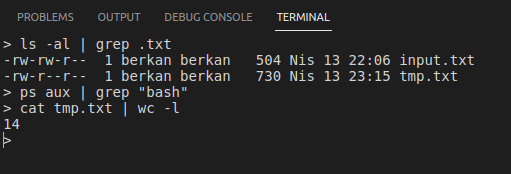 PROBLEMS OUTPUT DEBUG CONSOLE TERMINAL
> ls -al | grep .txt
-rw-rw-r--  1 berkan berkan   504 Nis 13 22:06 input.txt
-rw-r--r--  1 berkan berkan   730 Nis 13 23:15 tmp.txt
> ps aux | grep "bash"
> cat tmp.txt | wc -l
14
>